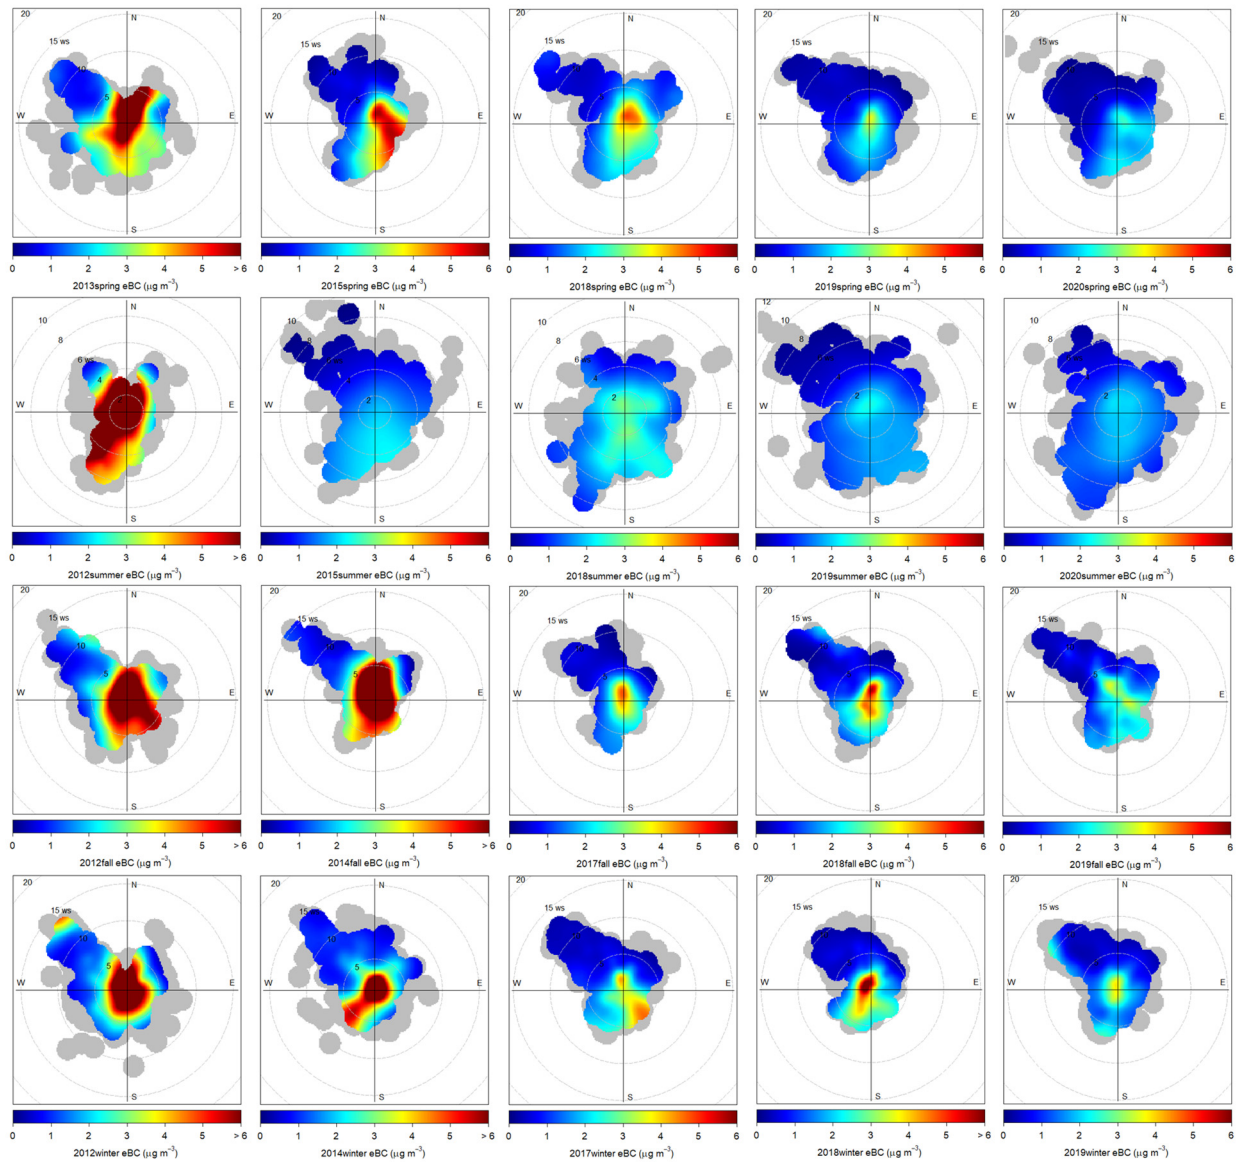 20 N 20 N 20 N 20 N 20 N
15 ws 15 ws 15 ws 15 ws
10
5 5
W E W E W E W E W E
S S S S S
0 1 2 3 4 5 > 6 0 1 2 3 4 5 6 0 1 2 3 4 5 6 0 1 2 3 4 5 6 0 1 2 3 4 5 6
2013spring eBC (μg m⁻³) 2015spring eBC (μg m⁻³) 2018spring eBC (μg m⁻³) 2019spring eBC (μg m⁻³) 2020spring eBC (μg m⁻³)
10 N 10 N 10 N 12 N 10 N
8 8 8 10 8
6 ws 6 ws 8
4 4
2 2 2 2
W E W E W E W E W E
S S S S S
0 1 2 3 4 5 > 6 0 1 2 3 4 5 6 0 1 2 3 4 5 6 0 1 2 3 4 5 6 0 1 2 3 4 5 6
2012summer eBC (μg m⁻³) 2015summer eBC (μg m⁻³) 2018summer eBC (μg m⁻³) 2019summer eBC (μg m⁻³) 2020summer eBC (μg m⁻³)
20 N 20 N 20 N 20 N 20 N
15 ws 15 ws 15 ws 15 ws 15 ws
10 10 10
5 5 5
W E W E W E W E W E
S S S S S
0 1 2 3 4 5 > 6 0 1 2 3 4 5 > 6 0 1 2 3 4 5 6 0 1 2 3 4 5 6 0 1 2 3 4 5 6
2012fall eBC (μg m⁻³) 2014fall eBC (μg m⁻³) 2017fall eBC (μg m⁻³) 2018fall eBC (μg m⁻³) 2019fall eBC (μg m⁻³)
20 N 20 N 20 N 20 N 20 N
15 ws 15 ws 15 ws 15 ws 15 ws
10 10
5 5
W E W E W E W E W E
S S S S S
0 1 2 3 4 5 > 6 0 1 2 3 4 5 > 6 0 1 2 3 4 5 6 0 1 2 3 4 5 > 6 0 1 2 3 4 5 6
2012winter eBC (μg m⁻³) 2014winter eBC (μg m⁻³) 2017winter eBC (μg m⁻³) 2018winter eBC (μg m⁻³) 2019winter eBC (μg m⁻³)